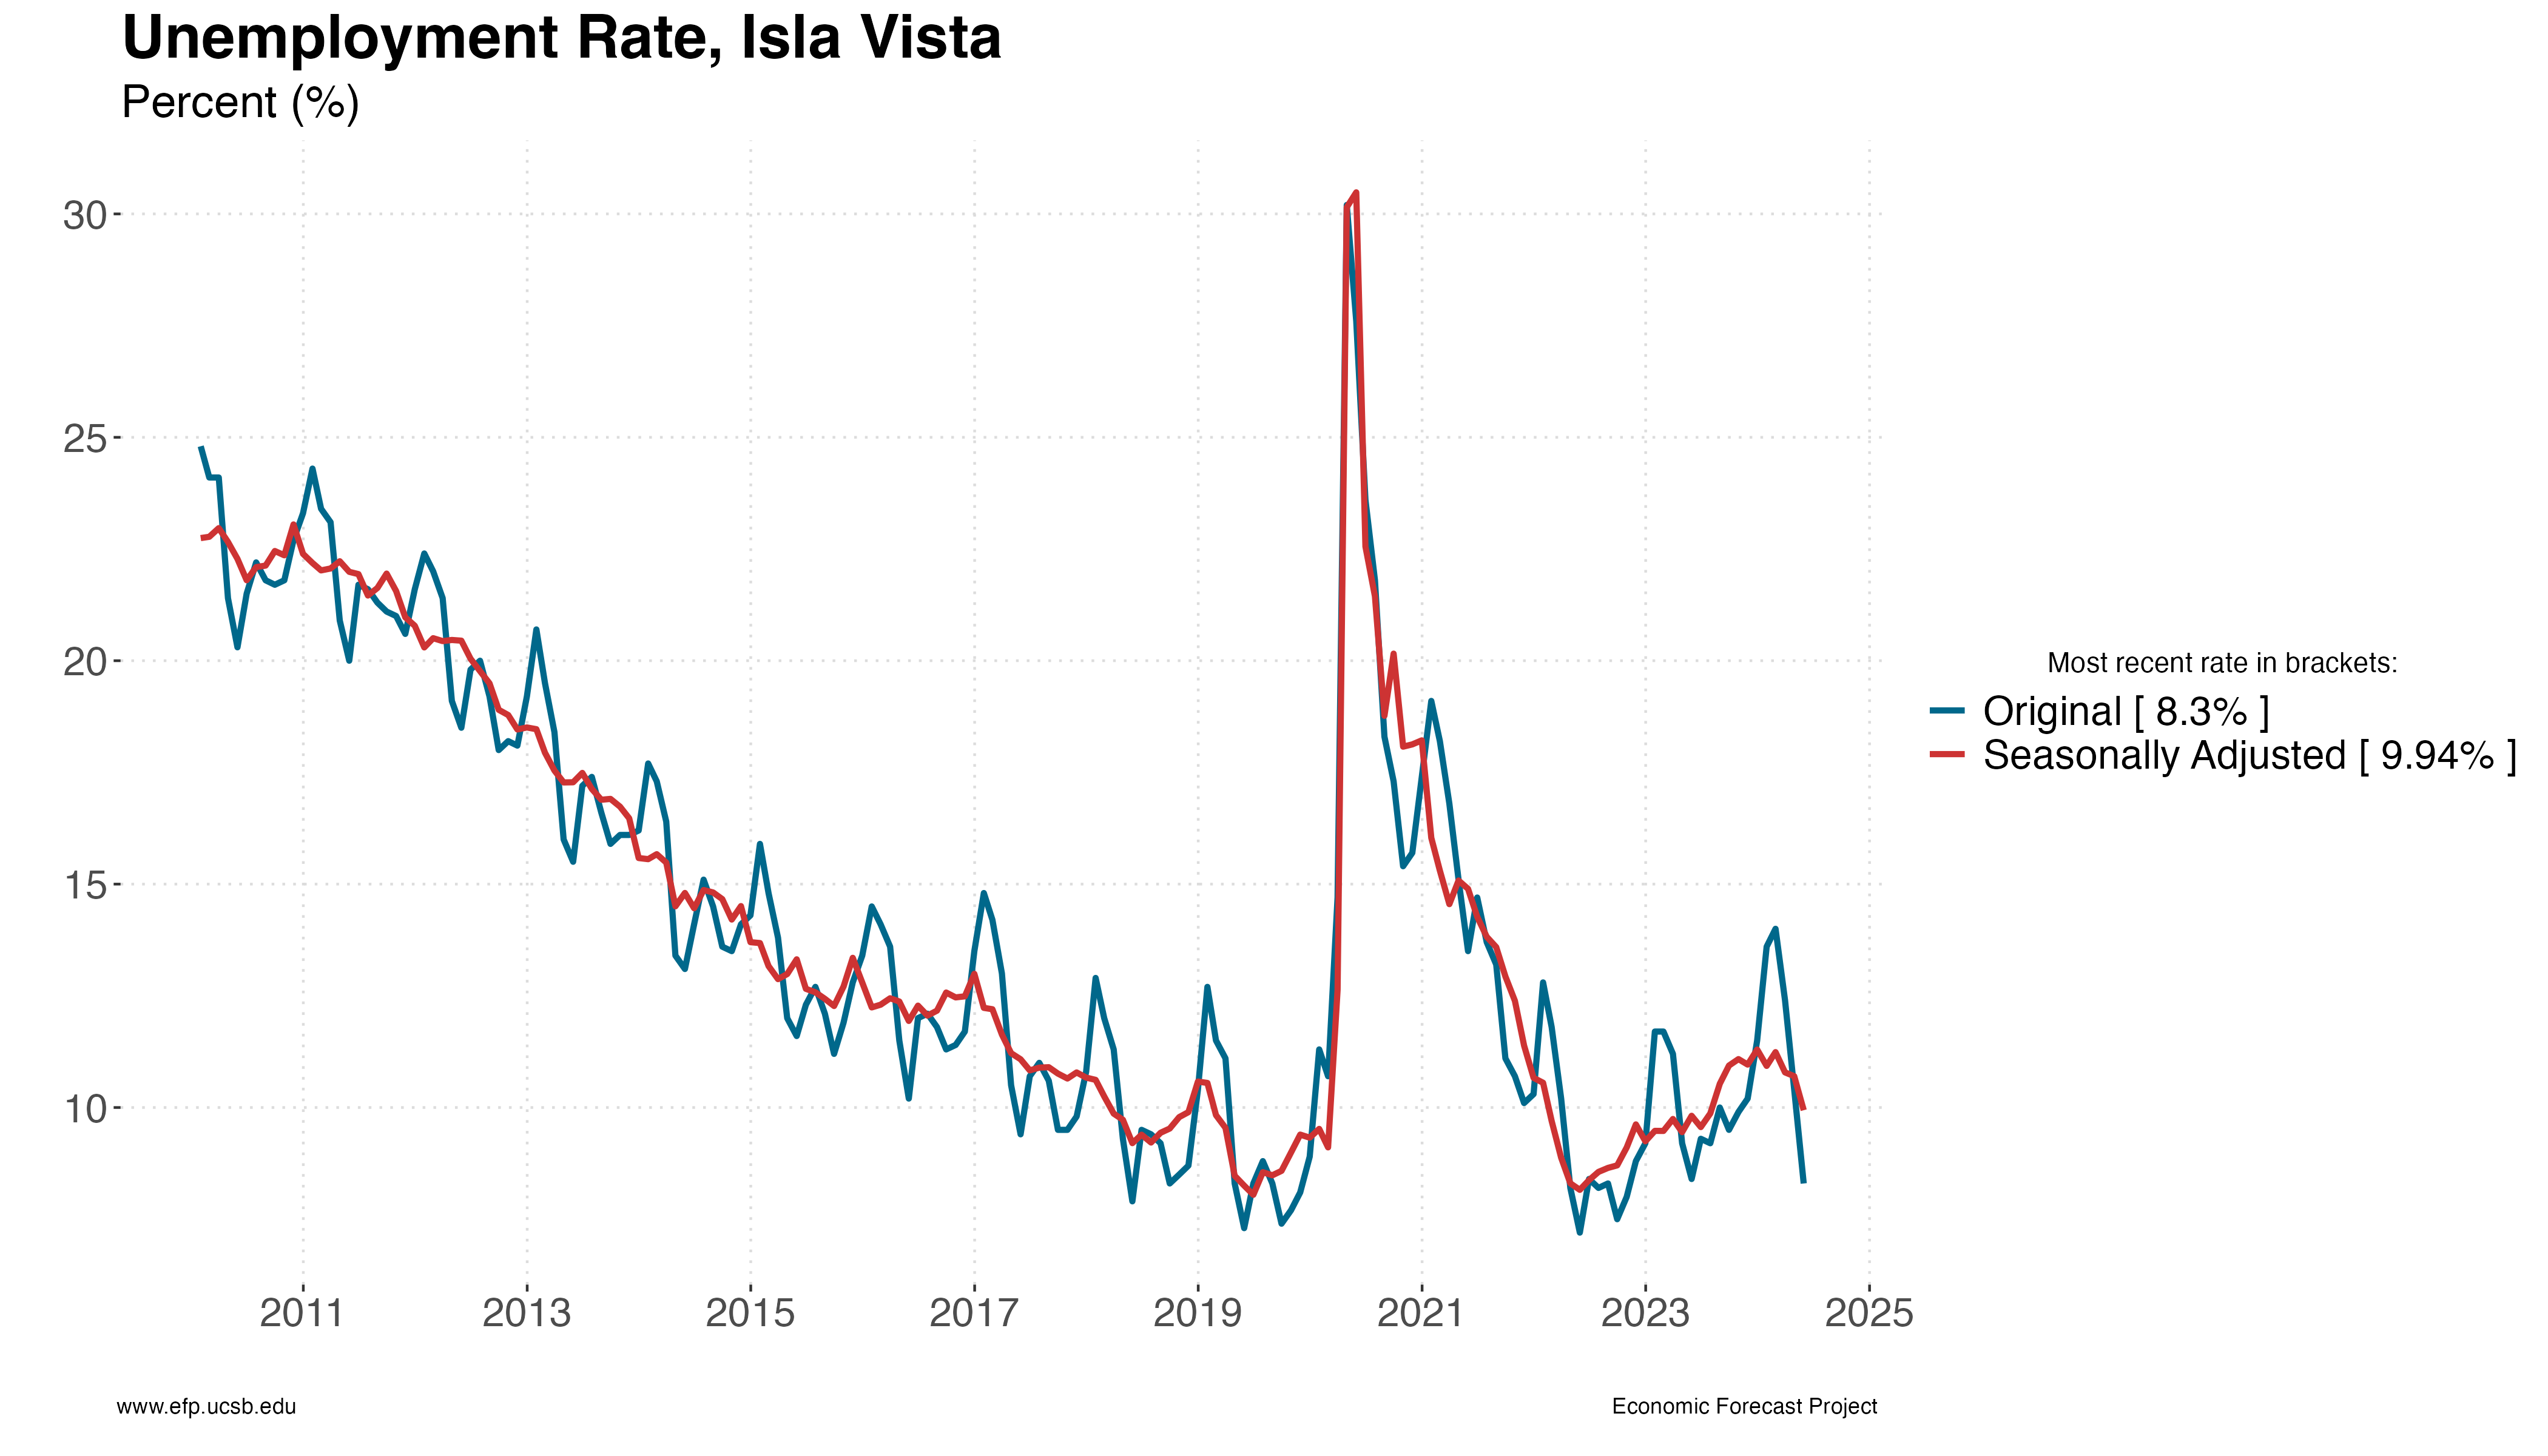 Unemployment Rate, Isla Vista
Percent (%)
30
25
20
15
10
2011 2013 2015 2017 2019 2021 2023 2025
Most recent rate in brackets:
Original [ 8.3% ]
Seasonally Adjusted [ 9.94% ]
www.efp.ucsb.edu
Economic Forecast Project